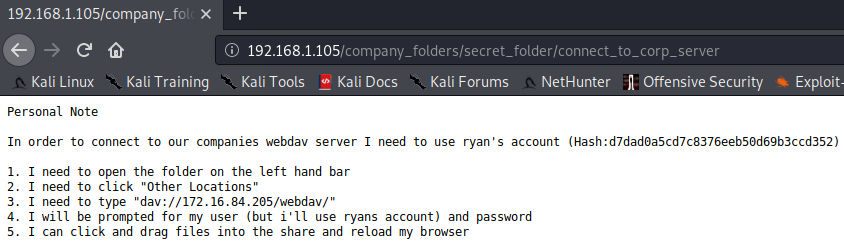 192.168.1.105/company_fol
192.168.1.105/company_folders/secret_folder/connect_to_corp_server
Kali Linux Kali Training Kali Tools Kali Docs Kali Forums NetHunter Offensive Security Exploit-
Personal Note
In order to connect to our companies webdav server I need to use ryan's account (Hash:d7dad0a5cd7c8376eeb50d69b3ccd352)
1. I need to open the folder on the left hand bar
2. I need to click "Other Locations"
3. I need to type "dav://172.16.84.205/webdav/"
4. I will be prompted for my user (but i'll use ryans account) and password
5. I can click and drag files into the share and reload my browser